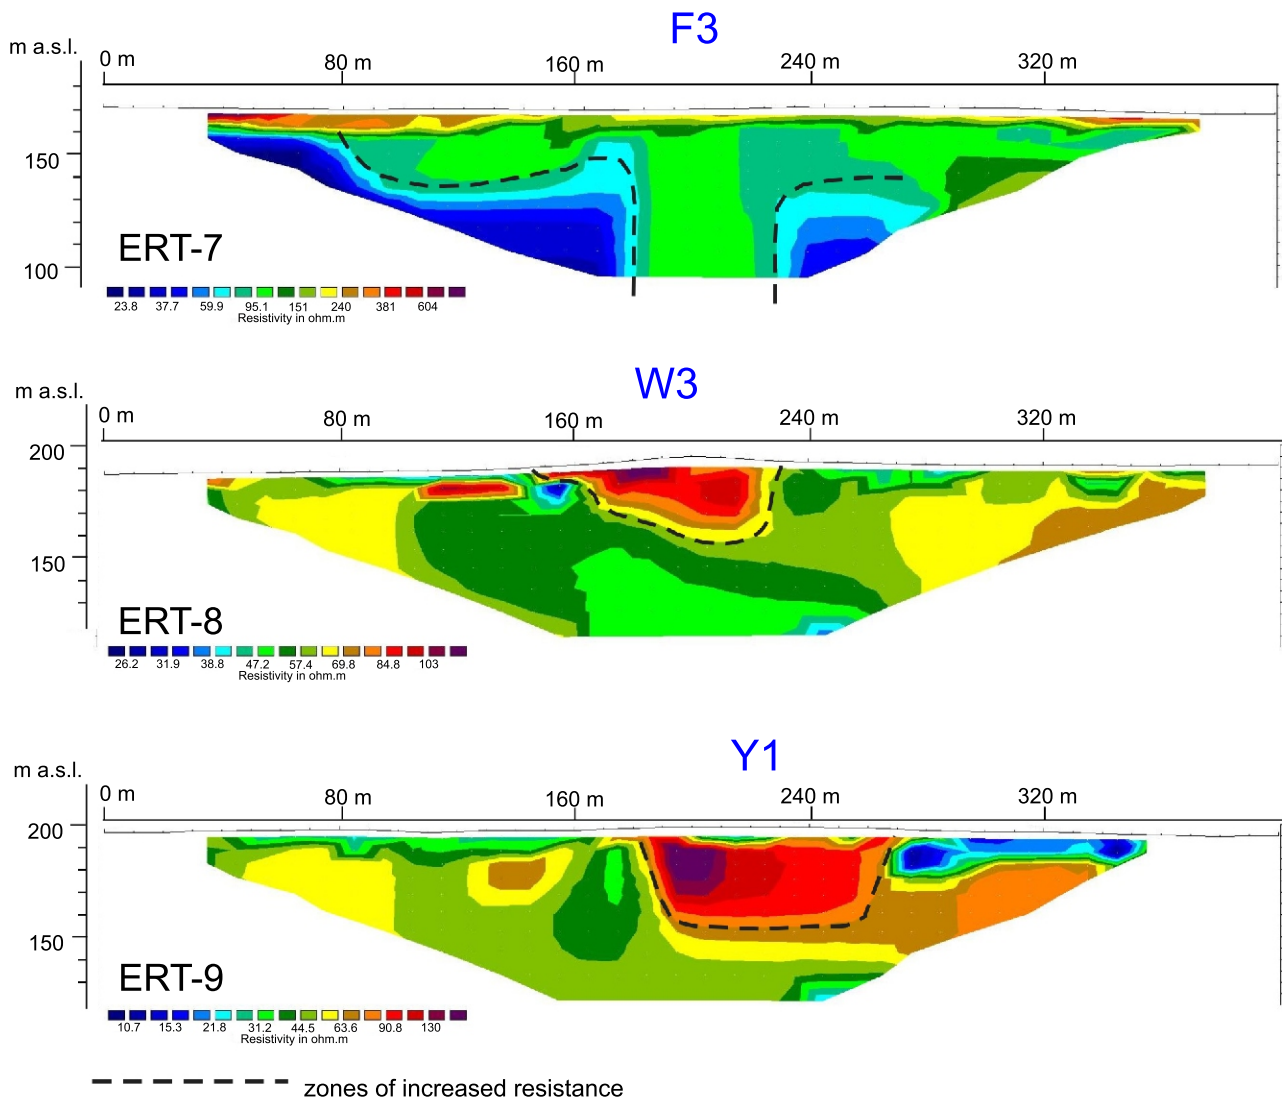 F3
m a.s.l.
0 m 80 m 160 m 240 m 320 m
150
100
ERT-7
23.8 37.7 59.9 95.1 151 240 381 604
Resistivity in ohm.m
W3
m a.s.l.
0 m 80 m 160 m 240 m 320 m
200
150
ERT-8
26.2 31.9 38.8 47.2 57.4 69.8 84.8 103
Resistivity in ohm.m
Y1
m a.s.l.
0 m 80 m 160 m 240 m 320 m
200
150
ERT-9
10.7 15.3 21.8 31.2 44.5 63.6 90.8 130
Resistivity in ohm.m
zones of increased resistance